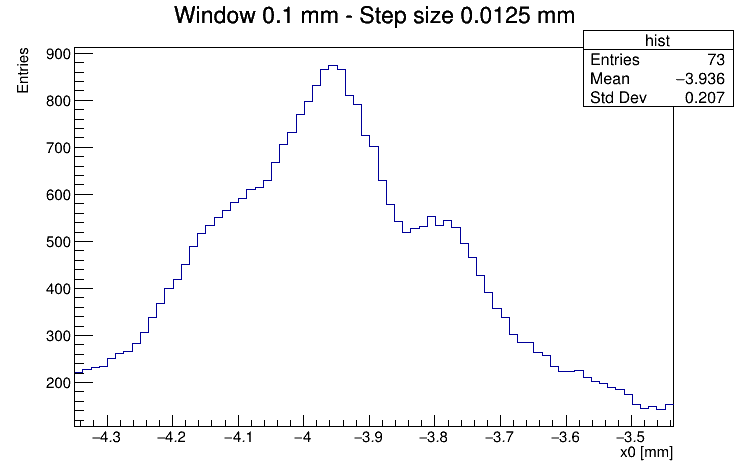 Window 0.1 mm - Step size 0.0125 mm
hist
Entries 73
Mean −3.936
Std Dev 0.207
Entries
900
800
700
600
500
400
300
200
−4.3 −4.2 −4.1 −4 −3.9 −3.8 −3.7 −3.6 −3.5
x0 [mm]